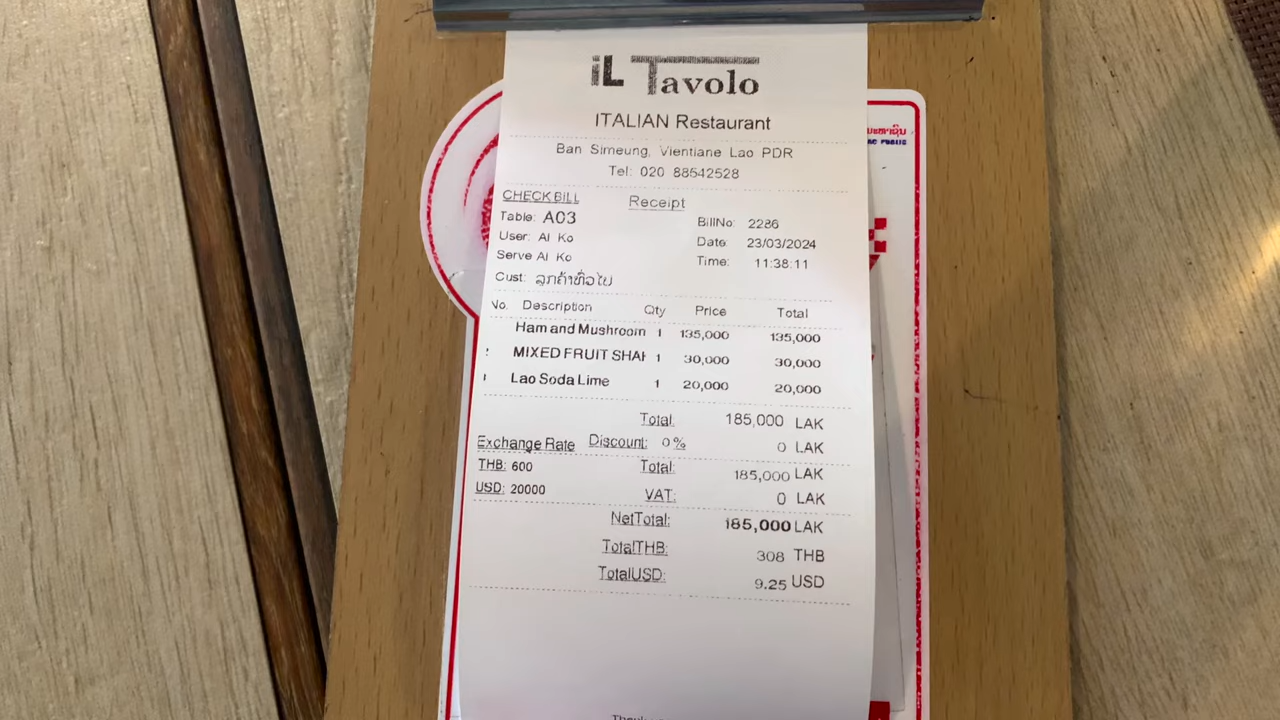 iL Tavolo
ITALIAN Restaurant
Ban Simeung, Vientiane Lao PDR
Tel: 020 88542528
CHECK BILL Receipt
Table: A03
BillNo: 2286
User: Al Ko
Date: 23/03/2024
Serve Al Ko
Time: 11:38:11
Cust: ລູກຄ້າທົ່ວໄປ
No. Description Qty Price Total
Ham and Mushroom 1 135,000 135,000
MIXED FRUIT SHAI 1 30,000 30,000
Lao Soda Lime 1 20,000 20,000
Total: 185,000 LAK
Exchange Rate Discount: 0% 0 LAK
THB: 600 Total: 185,000 LAK
USD: 20000 VAT: 0 LAK
NetTotal: 185,000 LAK
TotalTHB: 308 THB
TotalUSD: 9.25 USD